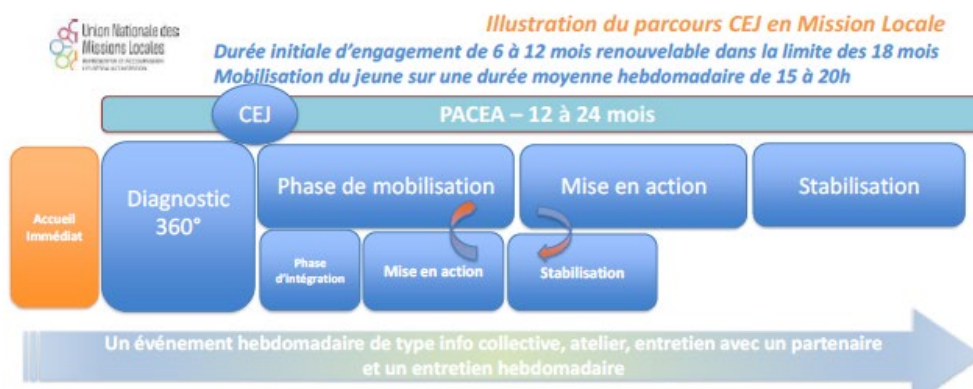 Union Nationale des
Missions Locales
Illustration du parcours CEJ en Mission Locale
Durée initiale d'engagement de 6 à 12 mois renouvelable dans la limite des 18 mois
Mobilisation du jeune sur une durée moyenne hebdomadaire de 15 à 20h
CEJ
PACEA – 12 à 24 mois
Accueil
Immédiat
Diagnostic
360°
Phase de mobilisation
Mise en action
Stabilisation
Phase
d'intégration
Mise en action
Stabilisation
Un événement hebdomadaire de type info collective, atelier, entretien avec un partenaire
et un entretien hebdomadaire